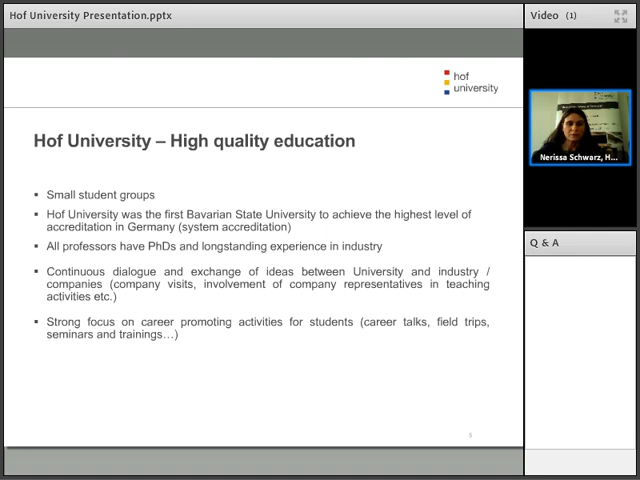 Hof University Presentation.pptx
Video (1)
hof
university
Hof University – High quality education
▪ Small student groups
▪ Hof University was the first Bavarian State University to achieve the highest level of
accreditation in Germany (system accreditation)
▪ All professors have PhDs and longstanding experience in industry
▪ Continuous dialogue and exchange of ideas between University and industry /
companies (company visits, involvement of company representatives in teaching
activities etc.)
▪ Strong focus on career promoting activities for students (career talks, field trips,
seminars and trainings…)
5
Nerissa Schwarz, H...
Q & A